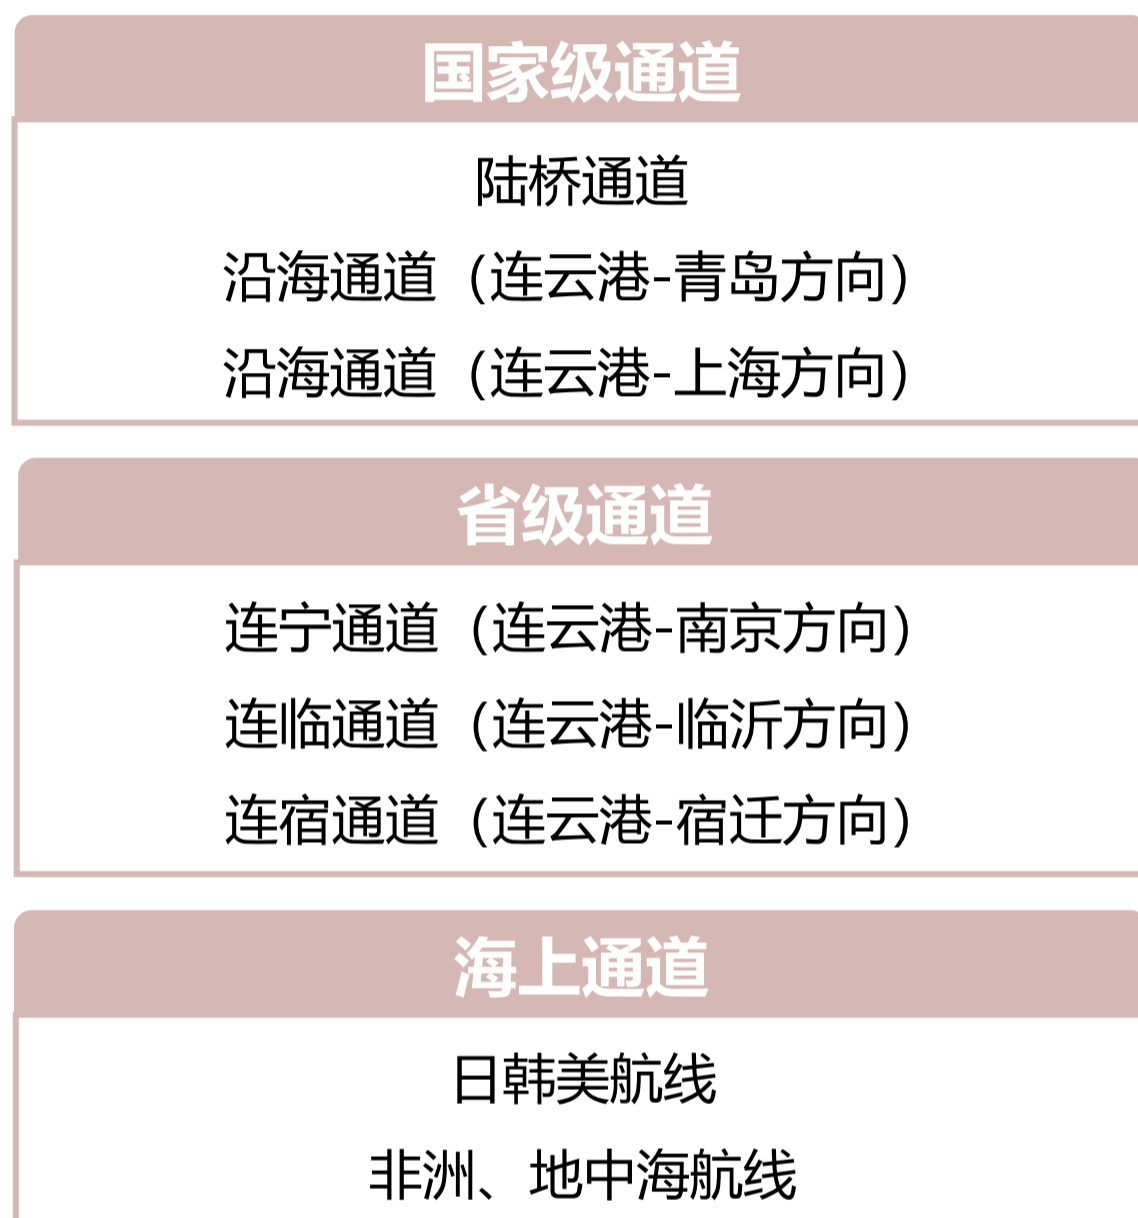 国家级通道
陆桥通道
沿海通道（连云港-青岛方向）
沿海通道（连云港-上海方向）
省级通道
连宁通道（连云港-南京方向）
连临通道（连云港-临沂方向）
连宿通道（连云港-宿迁方向）
海上通道
日韩美航线
非洲、地中海航线